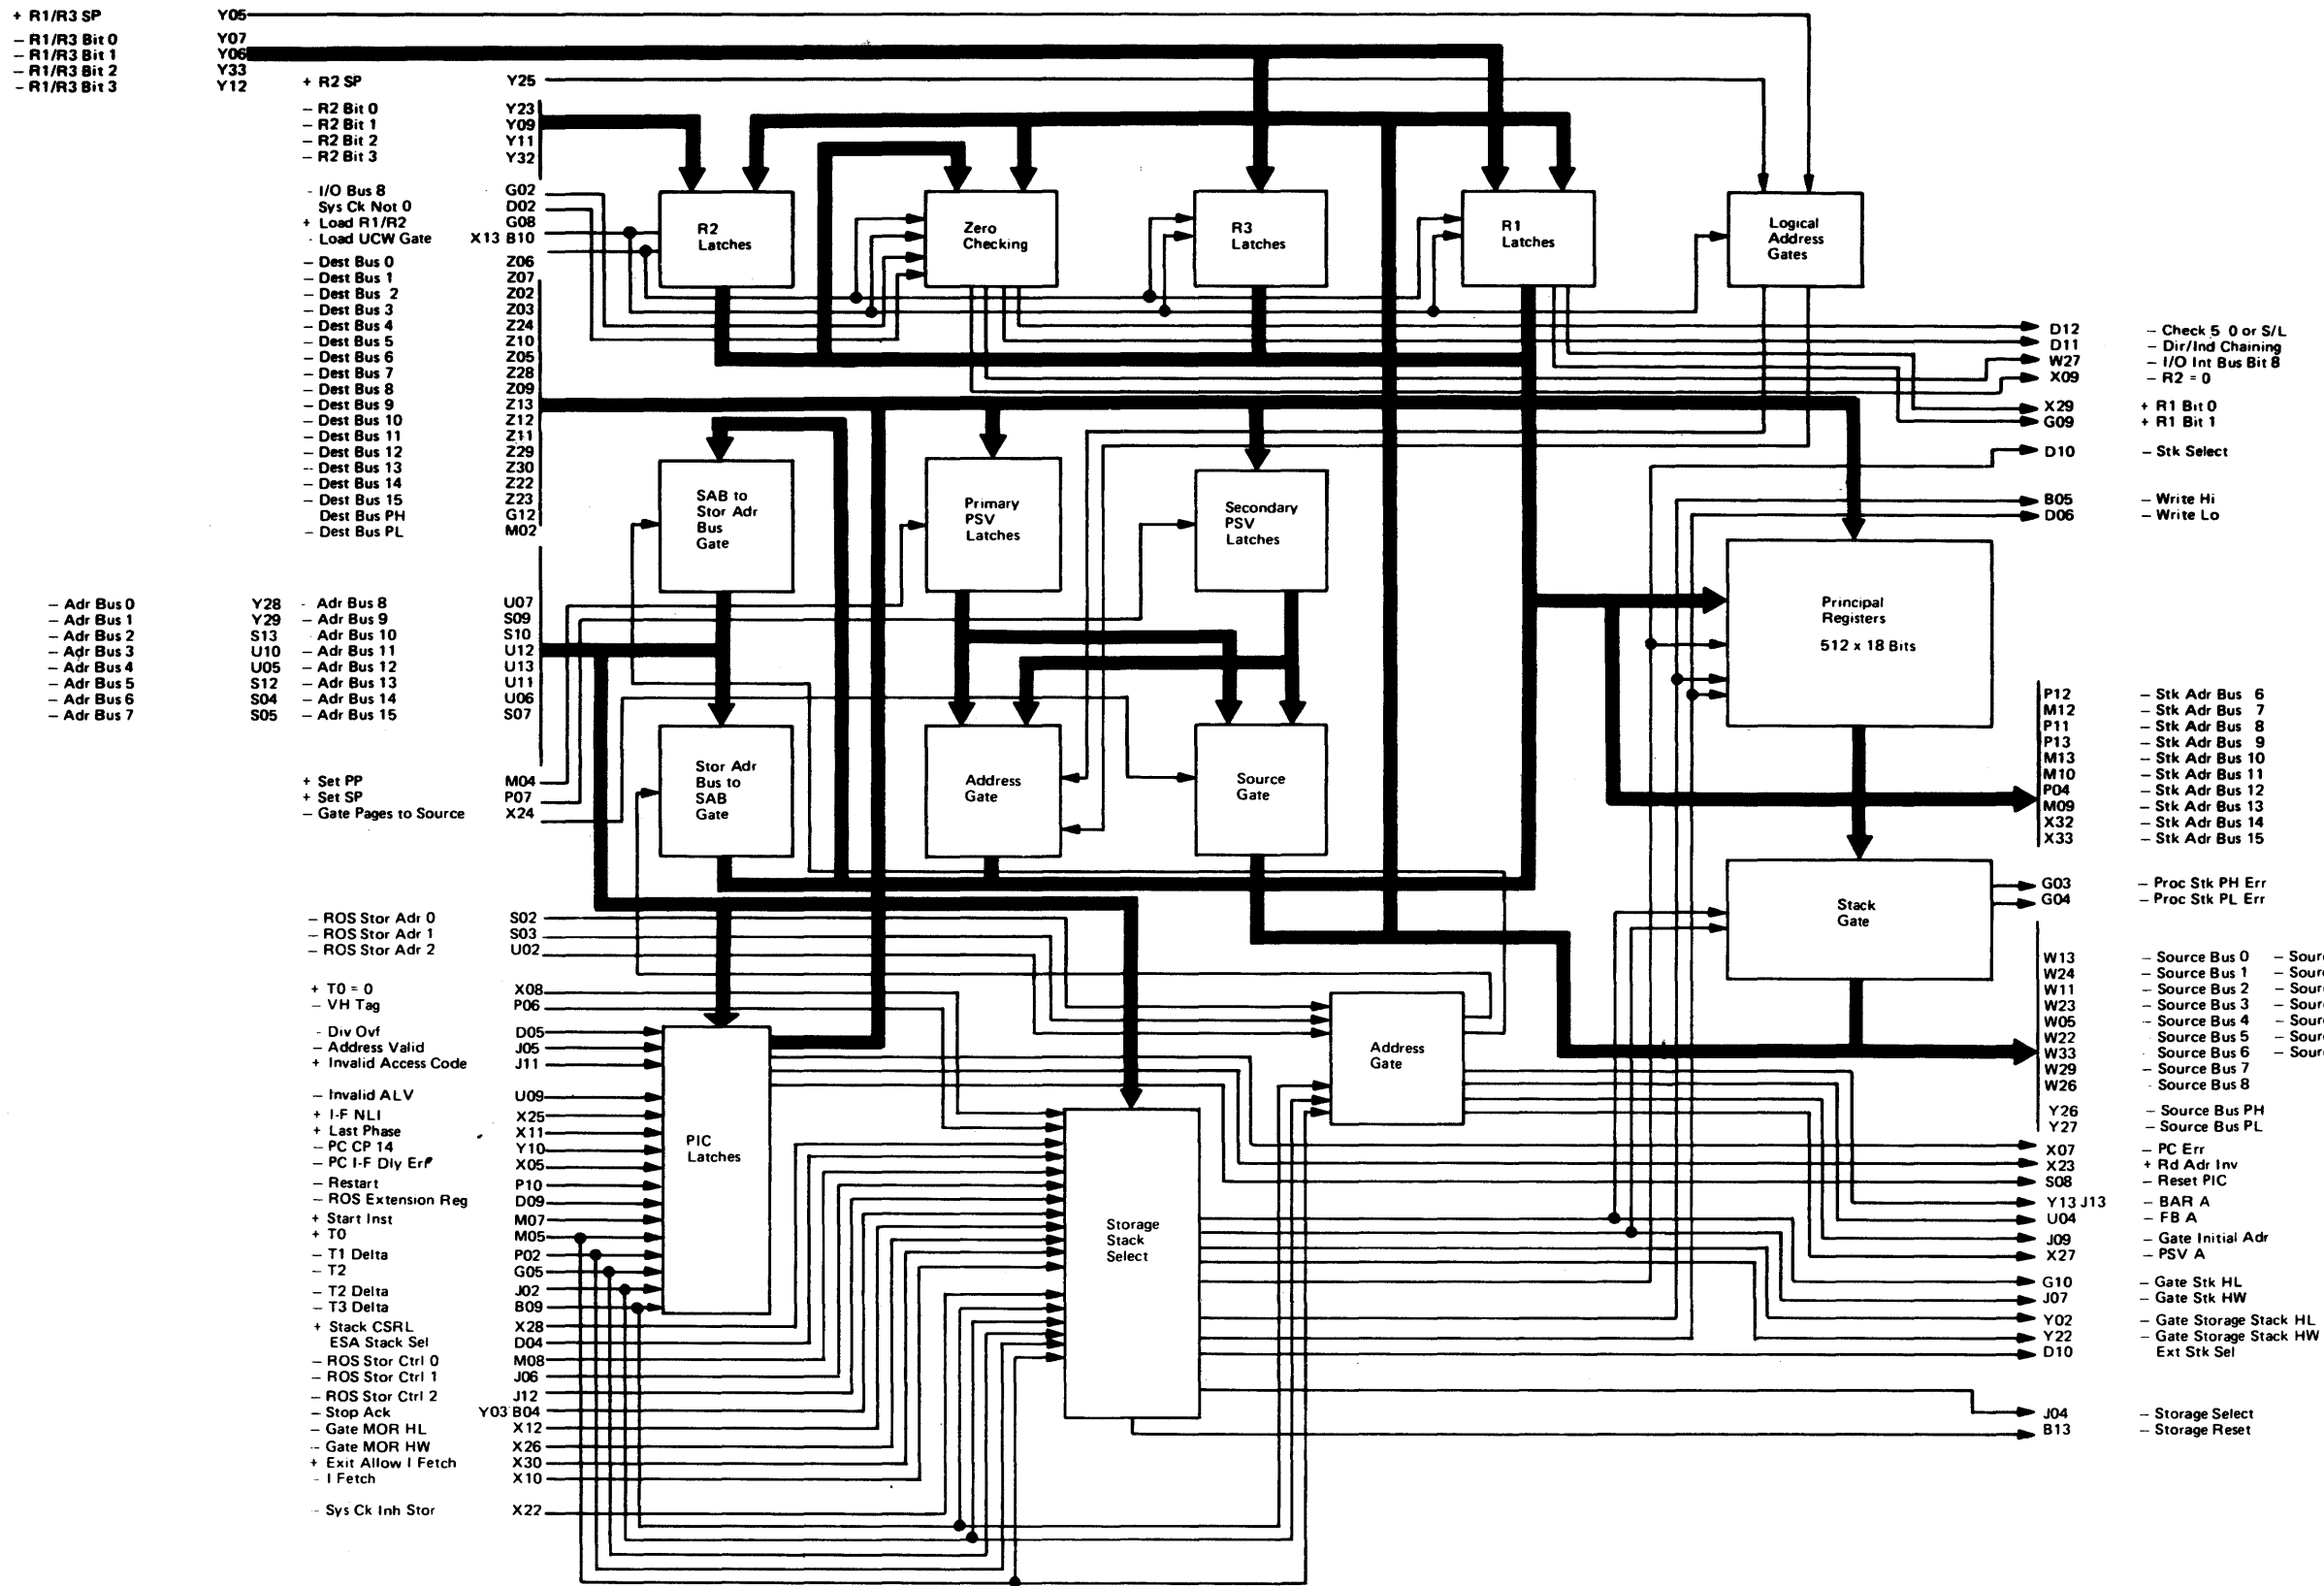 + R1/R3 SP Y05
– R1/R3 Bit 0 Y07
– R1/R3 Bit 1 Y06
– R1/R3 Bit 2 Y33
– R1/R3 Bit 3 Y12
+ R2 SP Y25
– R2 Bit 0 Y23
– R2 Bit 1 Y09
– R2 Bit 2 Y11
– R2 Bit 3 Y32
- I/O Bus 8 G02
Sys Ck Not 0 D02
+ Load R1/R2 G08
- Load UCW Gate X13 B10
– Dest Bus 0 Z06
– Dest Bus 1 Z07
– Dest Bus 2 Z02
– Dest Bus 3 Z03
– Dest Bus 4 Z24
– Dest Bus 5 Z10
– Dest Bus 6 Z05
– Dest Bus 7 Z28
– Dest Bus 8 Z09
– Dest Bus 9 Z13
– Dest Bus 10 Z12
– Dest Bus 11 Z11
– Dest Bus 12 Z29
– Dest Bus 13 Z30
– Dest Bus 14 Z22
– Dest Bus 15 Z23
Dest Bus PH G12
– Dest Bus PL M02
– Adr Bus 0 Y28 - Adr Bus 8 U07
– Adr Bus 1 Y29 – Adr Bus 9 S09
– Adr Bus 2 S13 Adr Bus 10 S10
– Adr Bus 3 U10 – Adr Bus 11 U12
– Adr Bus 4 U05 – Adr Bus 12 U13
– Adr Bus 5 S12 – Adr Bus 13 U11
– Adr Bus 6 S04 – Adr Bus 14 U06
– Adr Bus 7 S05 – Adr Bus 15 S07
+ Set PP M04
+ Set SP P07
– Gate Pages to Source X24
– ROS Stor Adr 0 S02
– ROS Stor Adr 1 S03
– ROS Stor Adr 2 U02
+ T0 = 0 X08
– VH Tag P06
- Div Ovf D05
– Address Valid J05
+ Invalid Access Code J11
– Invalid ALV U09
+ I-F NLI X25
+ Last Phase X11
– PC CP 14 Y10
– PC I-F Dly Err X05
– Restart P10
– ROS Extension Reg D09
+ Start Inst M07
+ T0 M05
– T1 Delta P02
– T2 G05
– T2 Delta J02
– T3 Delta B09
+ Stack CSRL X28
ESA Stack Sel D04
– ROS Stor Ctrl 0 M08
– ROS Stor Ctrl 1 J06
– ROS Stor Ctrl 2 J12
– Stop Ack Y03 B04
– Gate MOR HL X12
– Gate MOR HW X26
+ Exit Allow I Fetch X30
- I Fetch X10
- Sys Ck Inh Stor X22
R2
Latches
Zero
Checking
R3
Latches
R1
Latches
Logical
Address
Gates
SAB to
Stor Adr
Bus
Gate
Primary
PSV
Latches
Secondary
PSV
Latches
Principal
Registers
512 x 18 Bits
Stor Adr
Bus to
SAB
Gate
Address
Gate
Source
Gate
Stack
Gate
PIC
Latches
Address
Gate
Storage
Stack
Select
D12 – Check 5 0 or S/L
D11 – Dir/Ind Chaining
W27 – I/O Int Bus Bit 8
X09 – R2 = 0
X29 + R1 Bit 0
G09 + R1 Bit 1
D10 – Stk Select
B05 – Write Hi
D06 – Write Lo
P12 – Stk Adr Bus 6
M12 – Stk Adr Bus 7
P11 – Stk Adr Bus 8
P13 – Stk Adr Bus 9
M13 – Stk Adr Bus 10
M10 – Stk Adr Bus 11
P04 – Stk Adr Bus 12
M09 – Stk Adr Bus 13
X32 – Stk Adr Bus 14
X33 – Stk Adr Bus 15
G03 – Proc Stk PH Err
G04 – Proc Stk PL Err
W13 – Source Bus 0 – Sour
W24 – Source Bus 1 – Sour
W11 – Source Bus 2 – Sour
W23 – Source Bus 3 – Sour
W05 – Source Bus 4 – Sour
W22 Source Bus 5 – Sour
W33 - Source Bus 6 – Sour
W29 – Source Bus 7
W26 - Source Bus 8
Y26 – Source Bus PH
Y27 – Source Bus PL
X07 – PC Err
X23 + Rd Adr Inv
S08 – Reset PIC
Y13 J13 – BAR A
U04 – FB A
J09 – Gate Initial Adr
X27 – PSV A
G10 – Gate Stk HL
J07 – Gate Stk HW
Y02 – Gate Storage Stack HL
Y22 – Gate Storage Stack HW
D10 Ext Stk Sel
J04 – Storage Select
B13 – Storage Reset